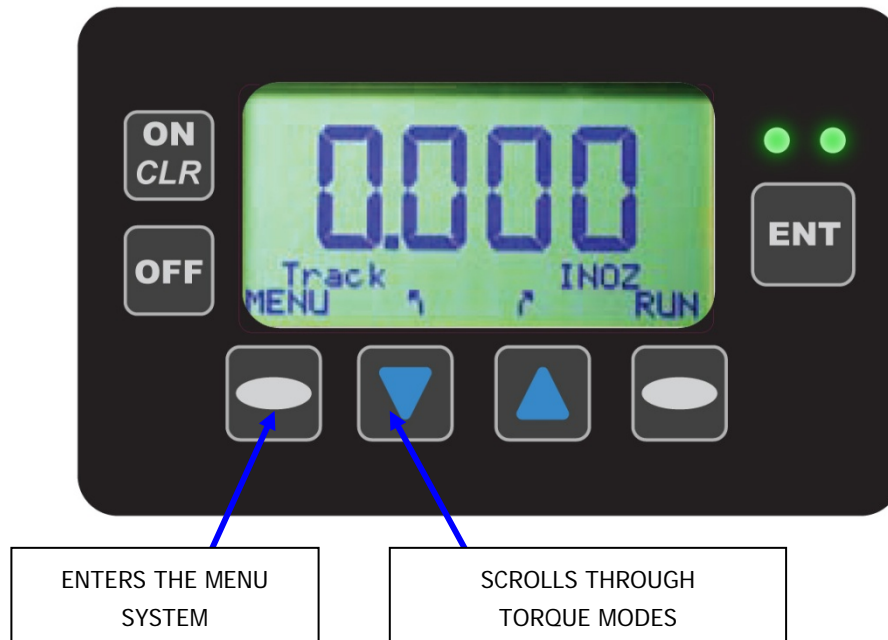 ON
CLR
OFF
0.000
Track INOZ
MENU RUN
ENT
ENTERS THE MENU
SYSTEM
SCROLLS THROUGH
TORQUE MODES